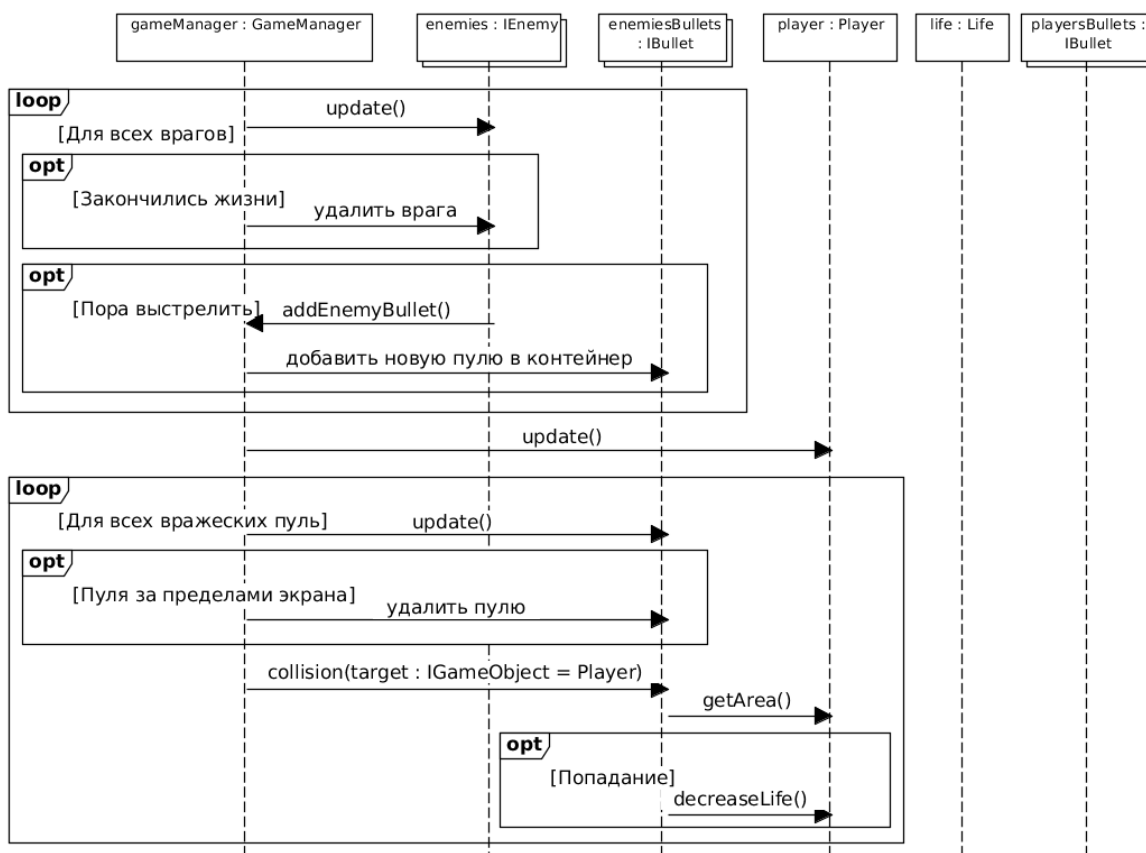 gameManager : GameManager
enemies : IEnemy
enemiesBullets
: IBullet
player : Player
life : Life
playersBullets :
IBullet
loop
update()
[Для всех врагов]
opt
[Закончились жизни]
удалить врага
opt
[Пора выстрелить]
addEnemyBullet()
добавить новую пулю в контейнер
update()
loop
[Для всех вражеских пуль]
update()
opt
[Пуля за пределами экрана]
удалить пулю
collision(target : IGameObject = Player)
getArea()
opt
[Попадание]
decreaseLife()